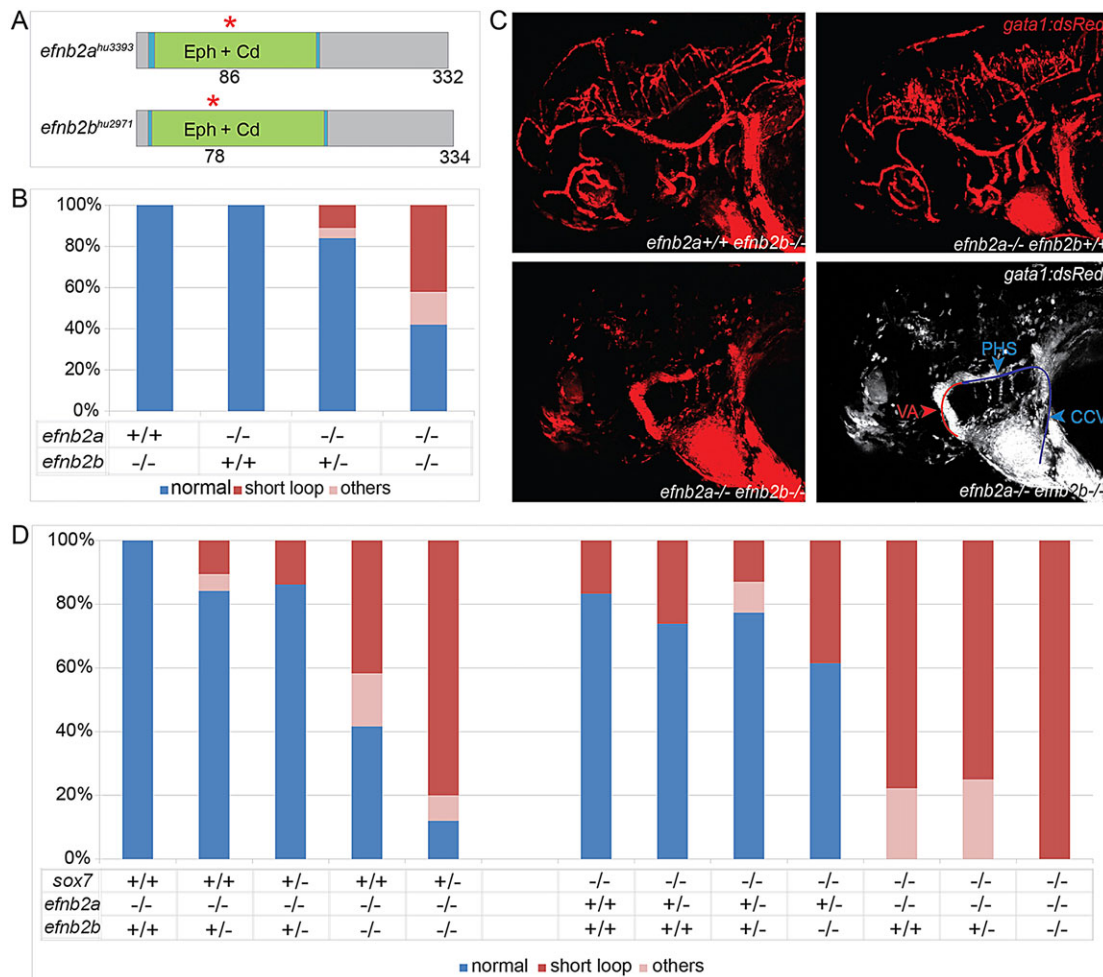 A
efnb2a^hu3393
*
Eph + Cd
86
332
efnb2b^hu2971
*
Eph + Cd
78
334
B
100%
80%
60%
40%
20%
0%
efnb2a +/+ -/- -/- -/-
efnb2b -/- +/+ +/- -/-
normal short loop others
C
gata1:dsRed
efnb2a+/+ efnb2b-/-
efnb2a-/- efnb2b+/+
gata1:dsRed
PHS
VA
CCV
efnb2a-/- efnb2b-/-
efnb2a-/- efnb2b-/-
D
100%
80%
60%
40%
20%
0%
sox7 +/+ +/+ +/- +/+ +/- -/- -/- -/- -/- -/- -/- -/-
efnb2a -/- -/- -/- -/- -/- +/+ +/- +/- +/- -/- -/- -/-
efnb2b +/+ +/- +/- -/- -/- +/+ +/+ +/- -/- +/+ +/- -/-
normal short loop others